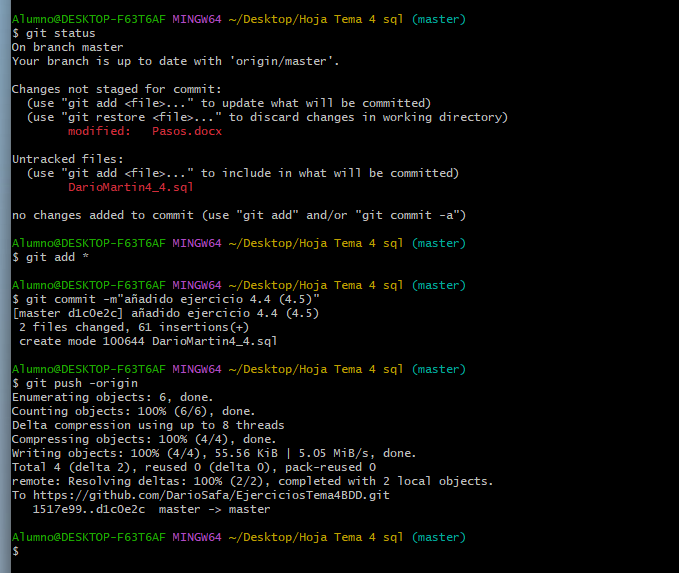 Alumno@DESKTOP-F63T6AF MINGW64 ~/Desktop/Hoja Tema 4 sql (master)
$ git status
On branch master
Your branch is up to date with 'origin/master'.

Changes not staged for commit:
  (use "git add <file>..." to update what will be committed)
  (use "git restore <file>..." to discard changes in working directory)
        modified:   Pasos.docx

Untracked files:
  (use "git add <file>..." to include in what will be committed)
        DarioMartin4_4.sql

no changes added to commit (use "git add" and/or "git commit -a")

Alumno@DESKTOP-F63T6AF MINGW64 ~/Desktop/Hoja Tema 4 sql (master)
$ git add *

Alumno@DESKTOP-F63T6AF MINGW64 ~/Desktop/Hoja Tema 4 sql (master)
$ git commit -m"añadido ejercicio 4.4 (4.5)"
[master d1c0e2c] añadido ejercicio 4.4 (4.5)
 2 files changed, 61 insertions(+)
 create mode 100644 DarioMartin4_4.sql

Alumno@DESKTOP-F63T6AF MINGW64 ~/Desktop/Hoja Tema 4 sql (master)
$ git push -origin
Enumerating objects: 6, done.
Counting objects: 100% (6/6), done.
Delta compression using up to 8 threads
Compressing objects: 100% (4/4), done.
Writing objects: 100% (4/4), 55.56 KiB | 5.05 MiB/s, done.
Total 4 (delta 2), reused 0 (delta 0), pack-reused 0
remote: Resolving deltas: 100% (2/2), completed with 2 local objects.
To https://github.com/DarioSafa/EjerciciosTema4BDD.git
   1517e99..d1c0e2c  master -> master

Alumno@DESKTOP-F63T6AF MINGW64 ~/Desktop/Hoja Tema 4 sql (master)
$